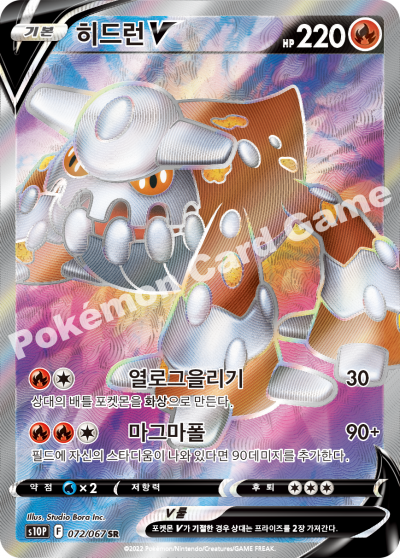 기본 히드런 V HP 220
Pokémon Card Game
열로그을리기 30
상대의 배틀 포켓몬을 화상으로 만든다.
마그마폴 90+
필드에 자신의 스타디움이 나와 있다면 90데미지를 추가한다.
약점 ×2 저항력 후퇴
Illus. Studio Bora Inc.
V룰
s10P F 072/067 SR
포켓몬 V가 기절한 경우 상대는 프라이즈를 2장 가져간다.
©2022 Pokémon/Nintendo/Creatures/GAME FREAK.